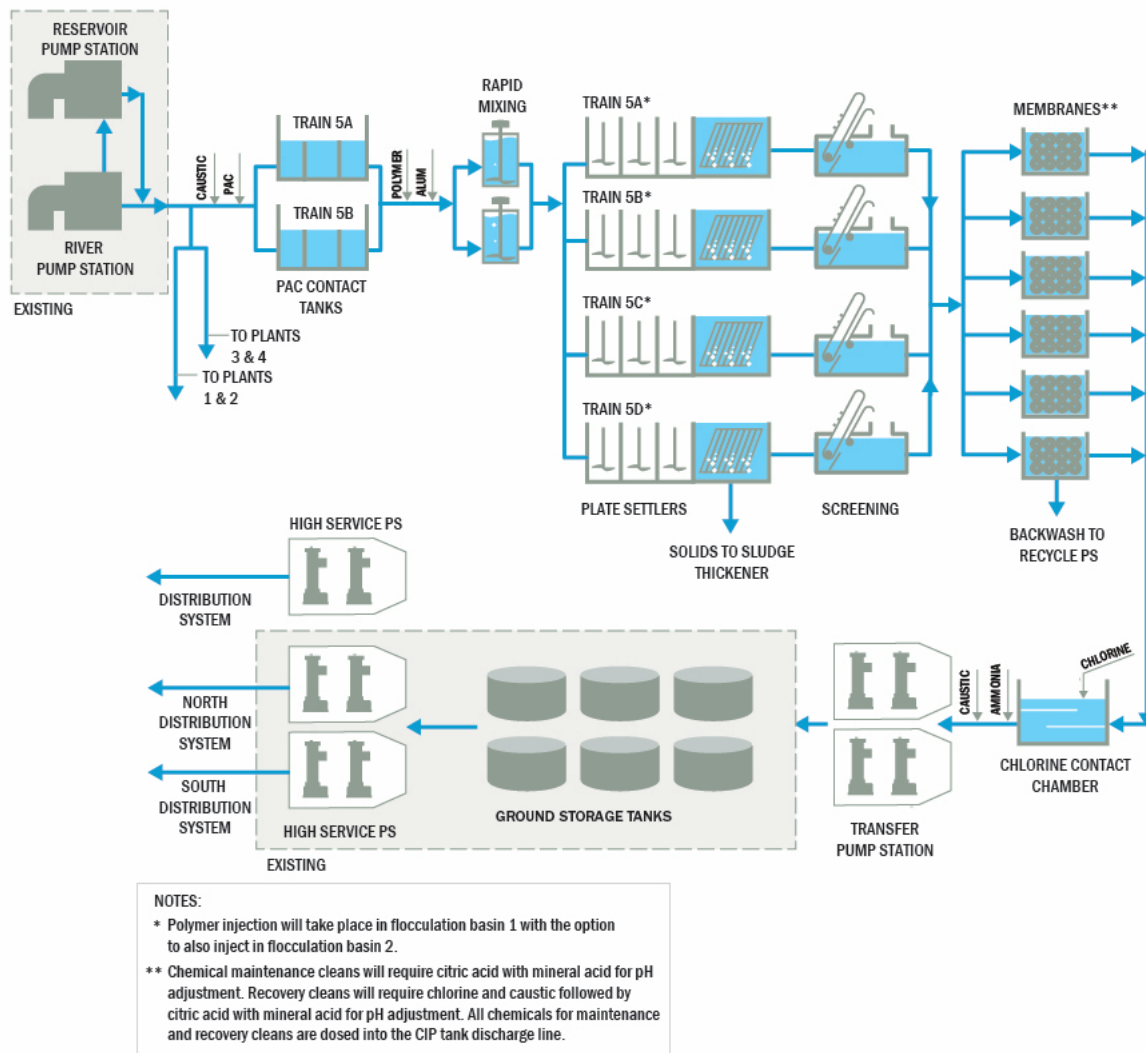 RESERVOIR
PUMP STATION
RIVER
PUMP STATION
EXISTING
CAUSTIC
PAC
TO PLANTS
3 & 4
TO PLANTS
1 & 2
TRAIN 5A
TRAIN 5B
PAC CONTACT
TANKS
POLYMER
ALUM
RAPID
MIXING
TRAIN 5A*
TRAIN 5B*
TRAIN 5C*
TRAIN 5D*
PLATE SETTLERS
SCREENING
SOLIDS TO SLUDGE
THICKENER
MEMBRANES**
BACKWASH TO
RECYCLE PS
CHLORINE
CHLORINE CONTACT
CHAMBER
AMMONIA
CAUSTIC
TRANSFER
PUMP STATION
GROUND STORAGE TANKS
HIGH SERVICE PS
DISTRIBUTION
SYSTEM
NORTH
DISTRIBUTION
SYSTEM
SOUTH
DISTRIBUTION
SYSTEM
HIGH SERVICE PS
EXISTING
NOTES:
* Polymer injection will take place in flocculation basin 1 with the option
to also inject in flocculation basin 2.
** Chemical maintenance cleans will require citric acid with mineral acid for pH
adjustment. Recovery cleans will require chlorine and caustic followed by
citric acid with mineral acid for pH adjustment. All chemicals for maintenance
and recovery cleans are dosed into the CIP tank discharge line.